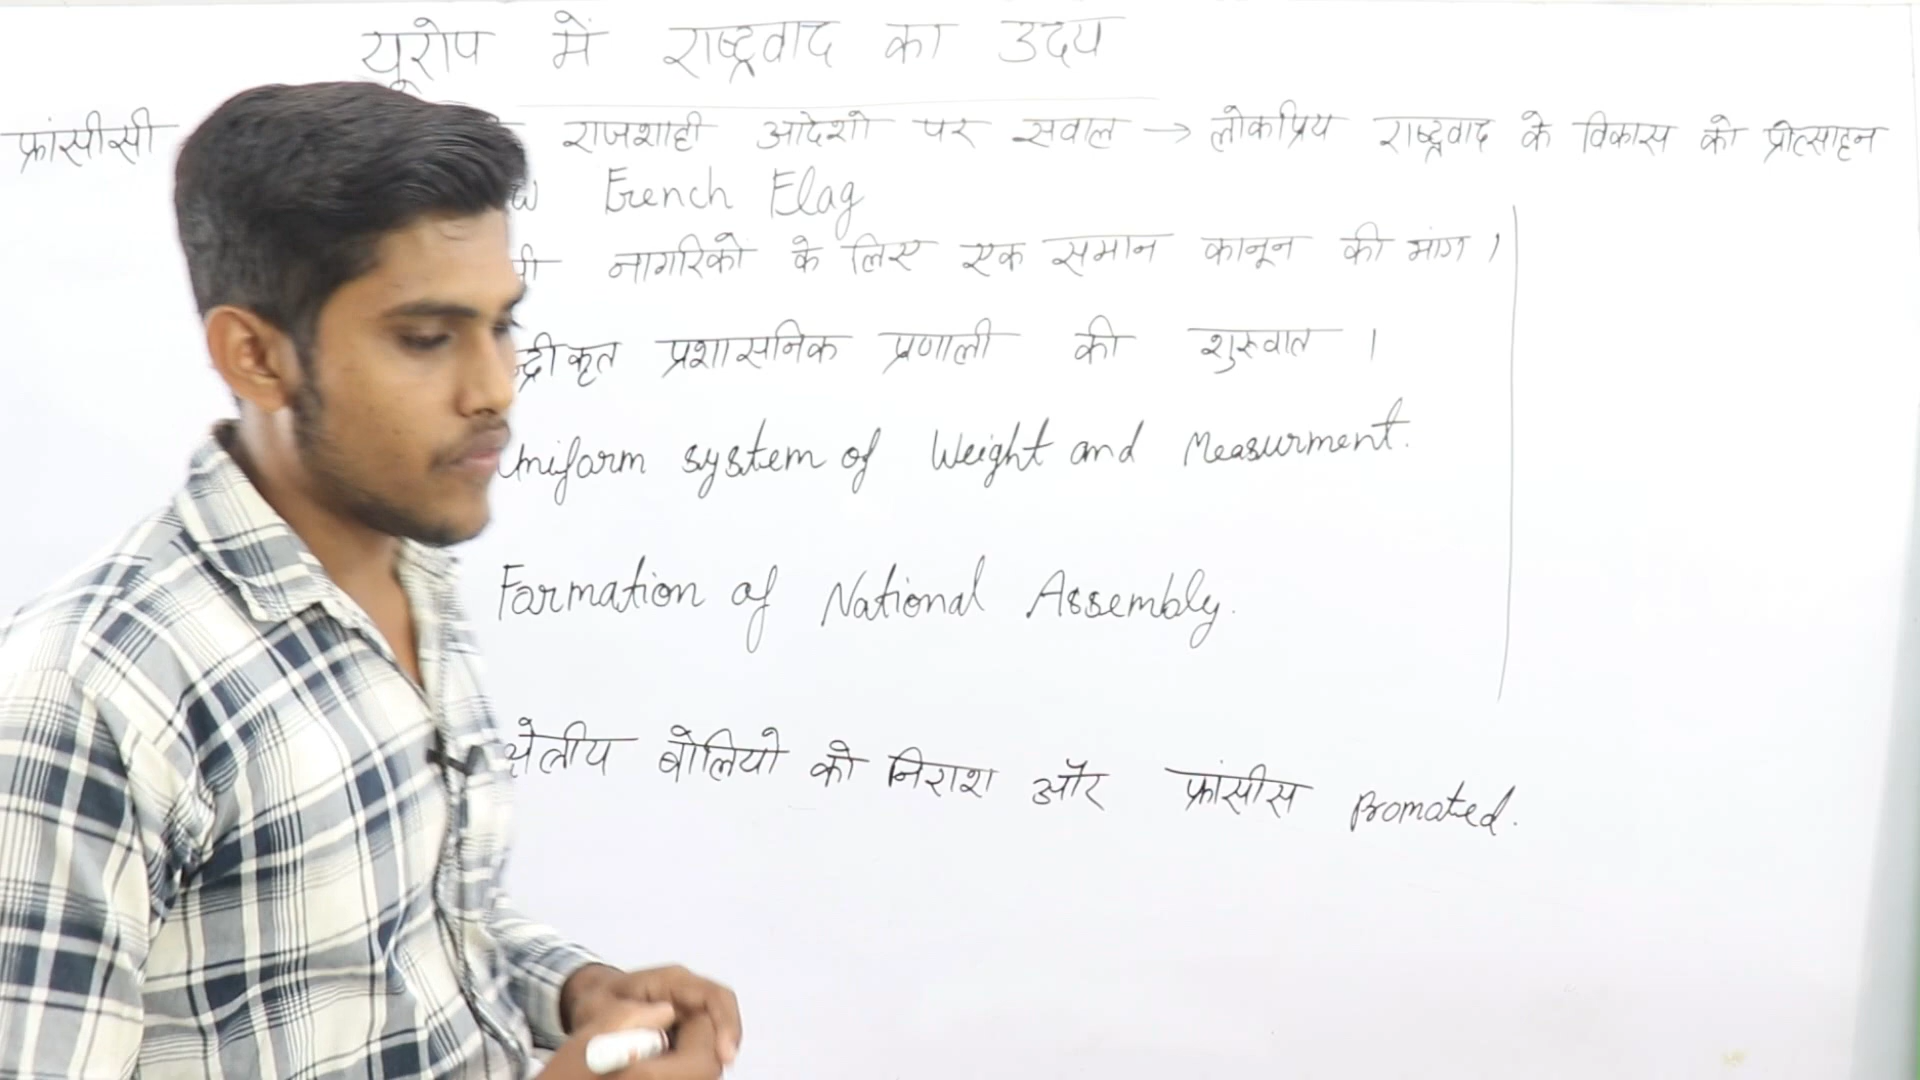 यूरोप में राष्ट्रवाद का उदय
फ्रांसीसी राजशाही आदेशो पर सवाल → लोकप्रिय राष्ट्रवाद के विकास को प्रोत्साहन
French Flag
नागरिको के लिए एक समान कानून की मांग ।
न्द्रीकृत प्रशासनिक प्रणाली की शुरुवात ।
Uniform system of Weight and Measurment.
Formation of National Assembly.
क्षेत्रीय बोलियो को निराश और फ्रांसीस Promoted.